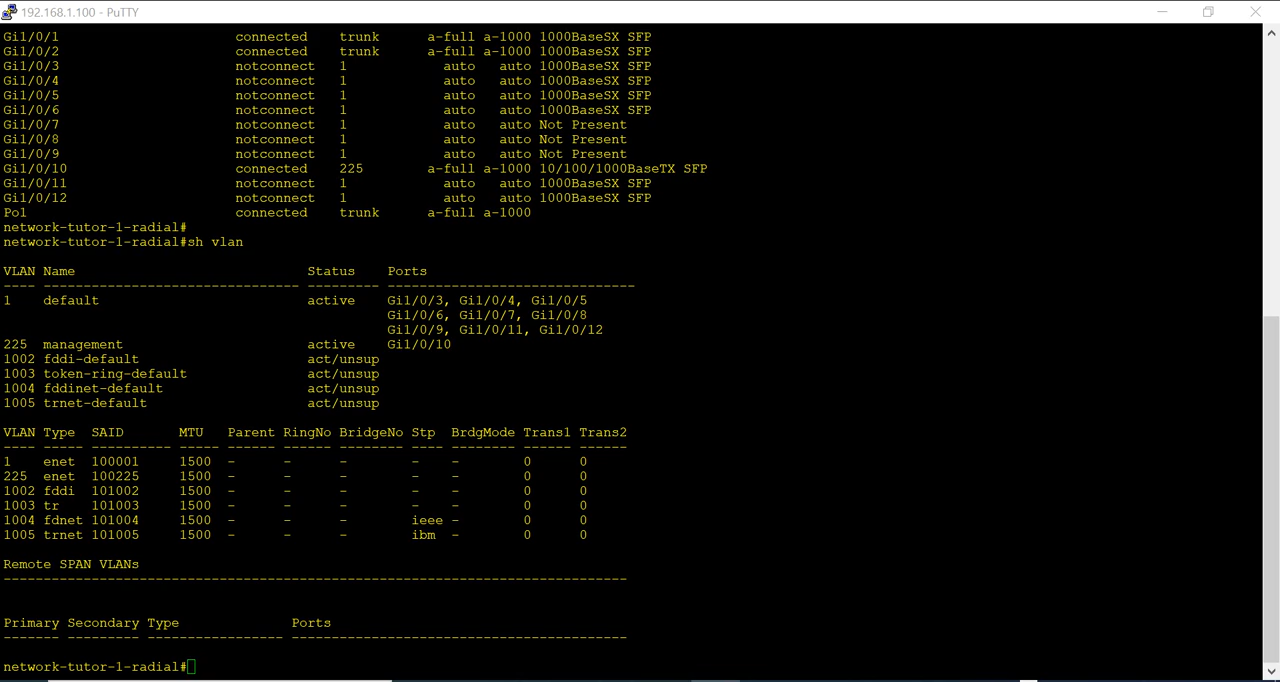 192.168.1.100 - PuTTY
Gi1/0/1 connected trunk a-full a-1000 1000BaseSX SFP
Gi1/0/2 connected trunk a-full a-1000 1000BaseSX SFP
Gi1/0/3 notconnect 1 auto auto 1000BaseSX SFP
Gi1/0/4 notconnect 1 auto auto 1000BaseSX SFP
Gi1/0/5 notconnect 1 auto auto 1000BaseSX SFP
Gi1/0/6 notconnect 1 auto auto 1000BaseSX SFP
Gi1/0/7 notconnect 1 auto auto Not Present
Gi1/0/8 notconnect 1 auto auto Not Present
Gi1/0/9 notconnect 1 auto auto Not Present
Gi1/0/10 connected 225 a-full a-1000 10/100/1000BaseTX SFP
Gi1/0/11 notconnect 1 auto auto 1000BaseSX SFP
Gi1/0/12 notconnect 1 auto auto 1000BaseSX SFP
Po1 connected trunk a-full a-1000
network-tutor-1-radial#
network-tutor-1-radial#sh vlan
VLAN Name Status Ports
---- -------------------------------- --------- -------------------------------
1 default active Gi1/0/3, Gi1/0/4, Gi1/0/5
Gi1/0/6, Gi1/0/7, Gi1/0/8
Gi1/0/9, Gi1/0/11, Gi1/0/12
225 management active Gi1/0/10
1002 fddi-default act/unsup
1003 token-ring-default act/unsup
1004 fddinet-default act/unsup
1005 trnet-default act/unsup
VLAN Type SAID MTU Parent RingNo BridgeNo Stp BrdgMode Trans1 Trans2
---- ----- ---------- ----- ------ ------ -------- ---- -------- ------ ------
1 enet 100001 1500 - - - - - 0 0
225 enet 100225 1500 - - - - - 0 0
1002 fddi 101002 1500 - - - - - 0 0
1003 tr 101003 1500 - - - - - 0 0
1004 fdnet 101004 1500 - - - ieee - 0 0
1005 trnet 101005 1500 - - - ibm - 0 0
Remote SPAN VLANs
------------------------------------------------------------------------------
Primary Secondary Type Ports
------- --------- ----------------- ------------------------------------------
network-tutor-1-radial#